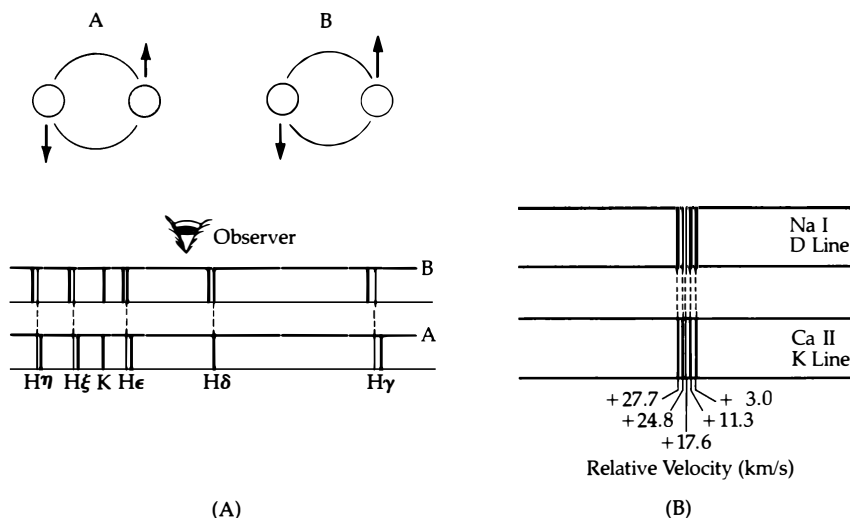 A
B
Observer
B
A
Hη Hξ K Hϵ Hδ Hγ
(A)
Na I
D Line
Ca II
K Line
+27.7 + 3.0
+24.8 +11.3
+17.6
Relative Velocity (km/s)
(B)